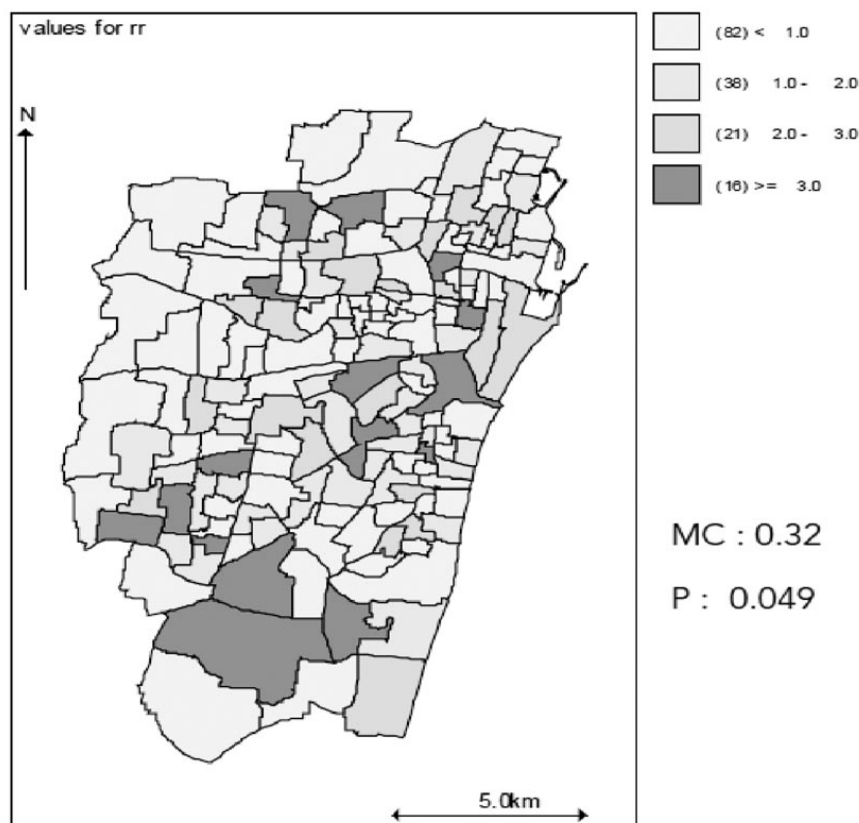 values for rr
N
(82) < 1.0
(38) 1.0 - 2.0
(21) 2.0 - 3.0
(16) >= 3.0
MC : 0.32
P : 0.049
5.0km